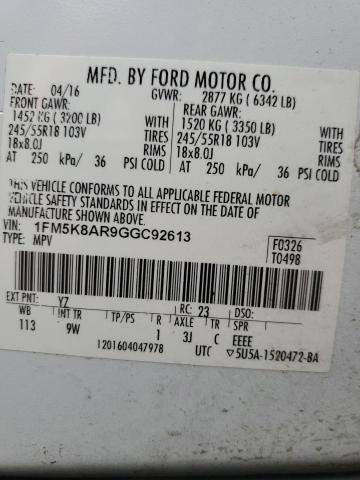 MFD. BY FORD MOTOR CO.
DATE: 04/16 GVWR: 2877 KG ( 6342 LB)
FRONT GAWR: REAR GAWR:
1452 KG ( 3200 LB) WITH 1520 KG ( 3350 LB) WITH
245/55R18 103V TIRES 245/55R18 103V TIRES
18x8.0J RIMS 18x8.0J RIMS
AT 250 kPa/ 36 PSI COLD AT 250 kPa/ 36 PSI COLD
THIS VEHICLE CONFORMS TO ALL APPLICABLE FEDERAL MOTOR
VEHICLE SAFETY STANDARDS IN EFFECT ON THE DATE OF
MANUFACTURE SHOWN ABOVE.
VIN: 1FM5K8AR9GGC92613
TYPE: MPV
F0326
T0498
EXT PNT: YZ RC: 23 DSO:
WB INT TR TP/PS R AXLE TR SPR
113 9W 1 3J C EEEE
1201604047978 UTC ▽5U5A-1520472-BA